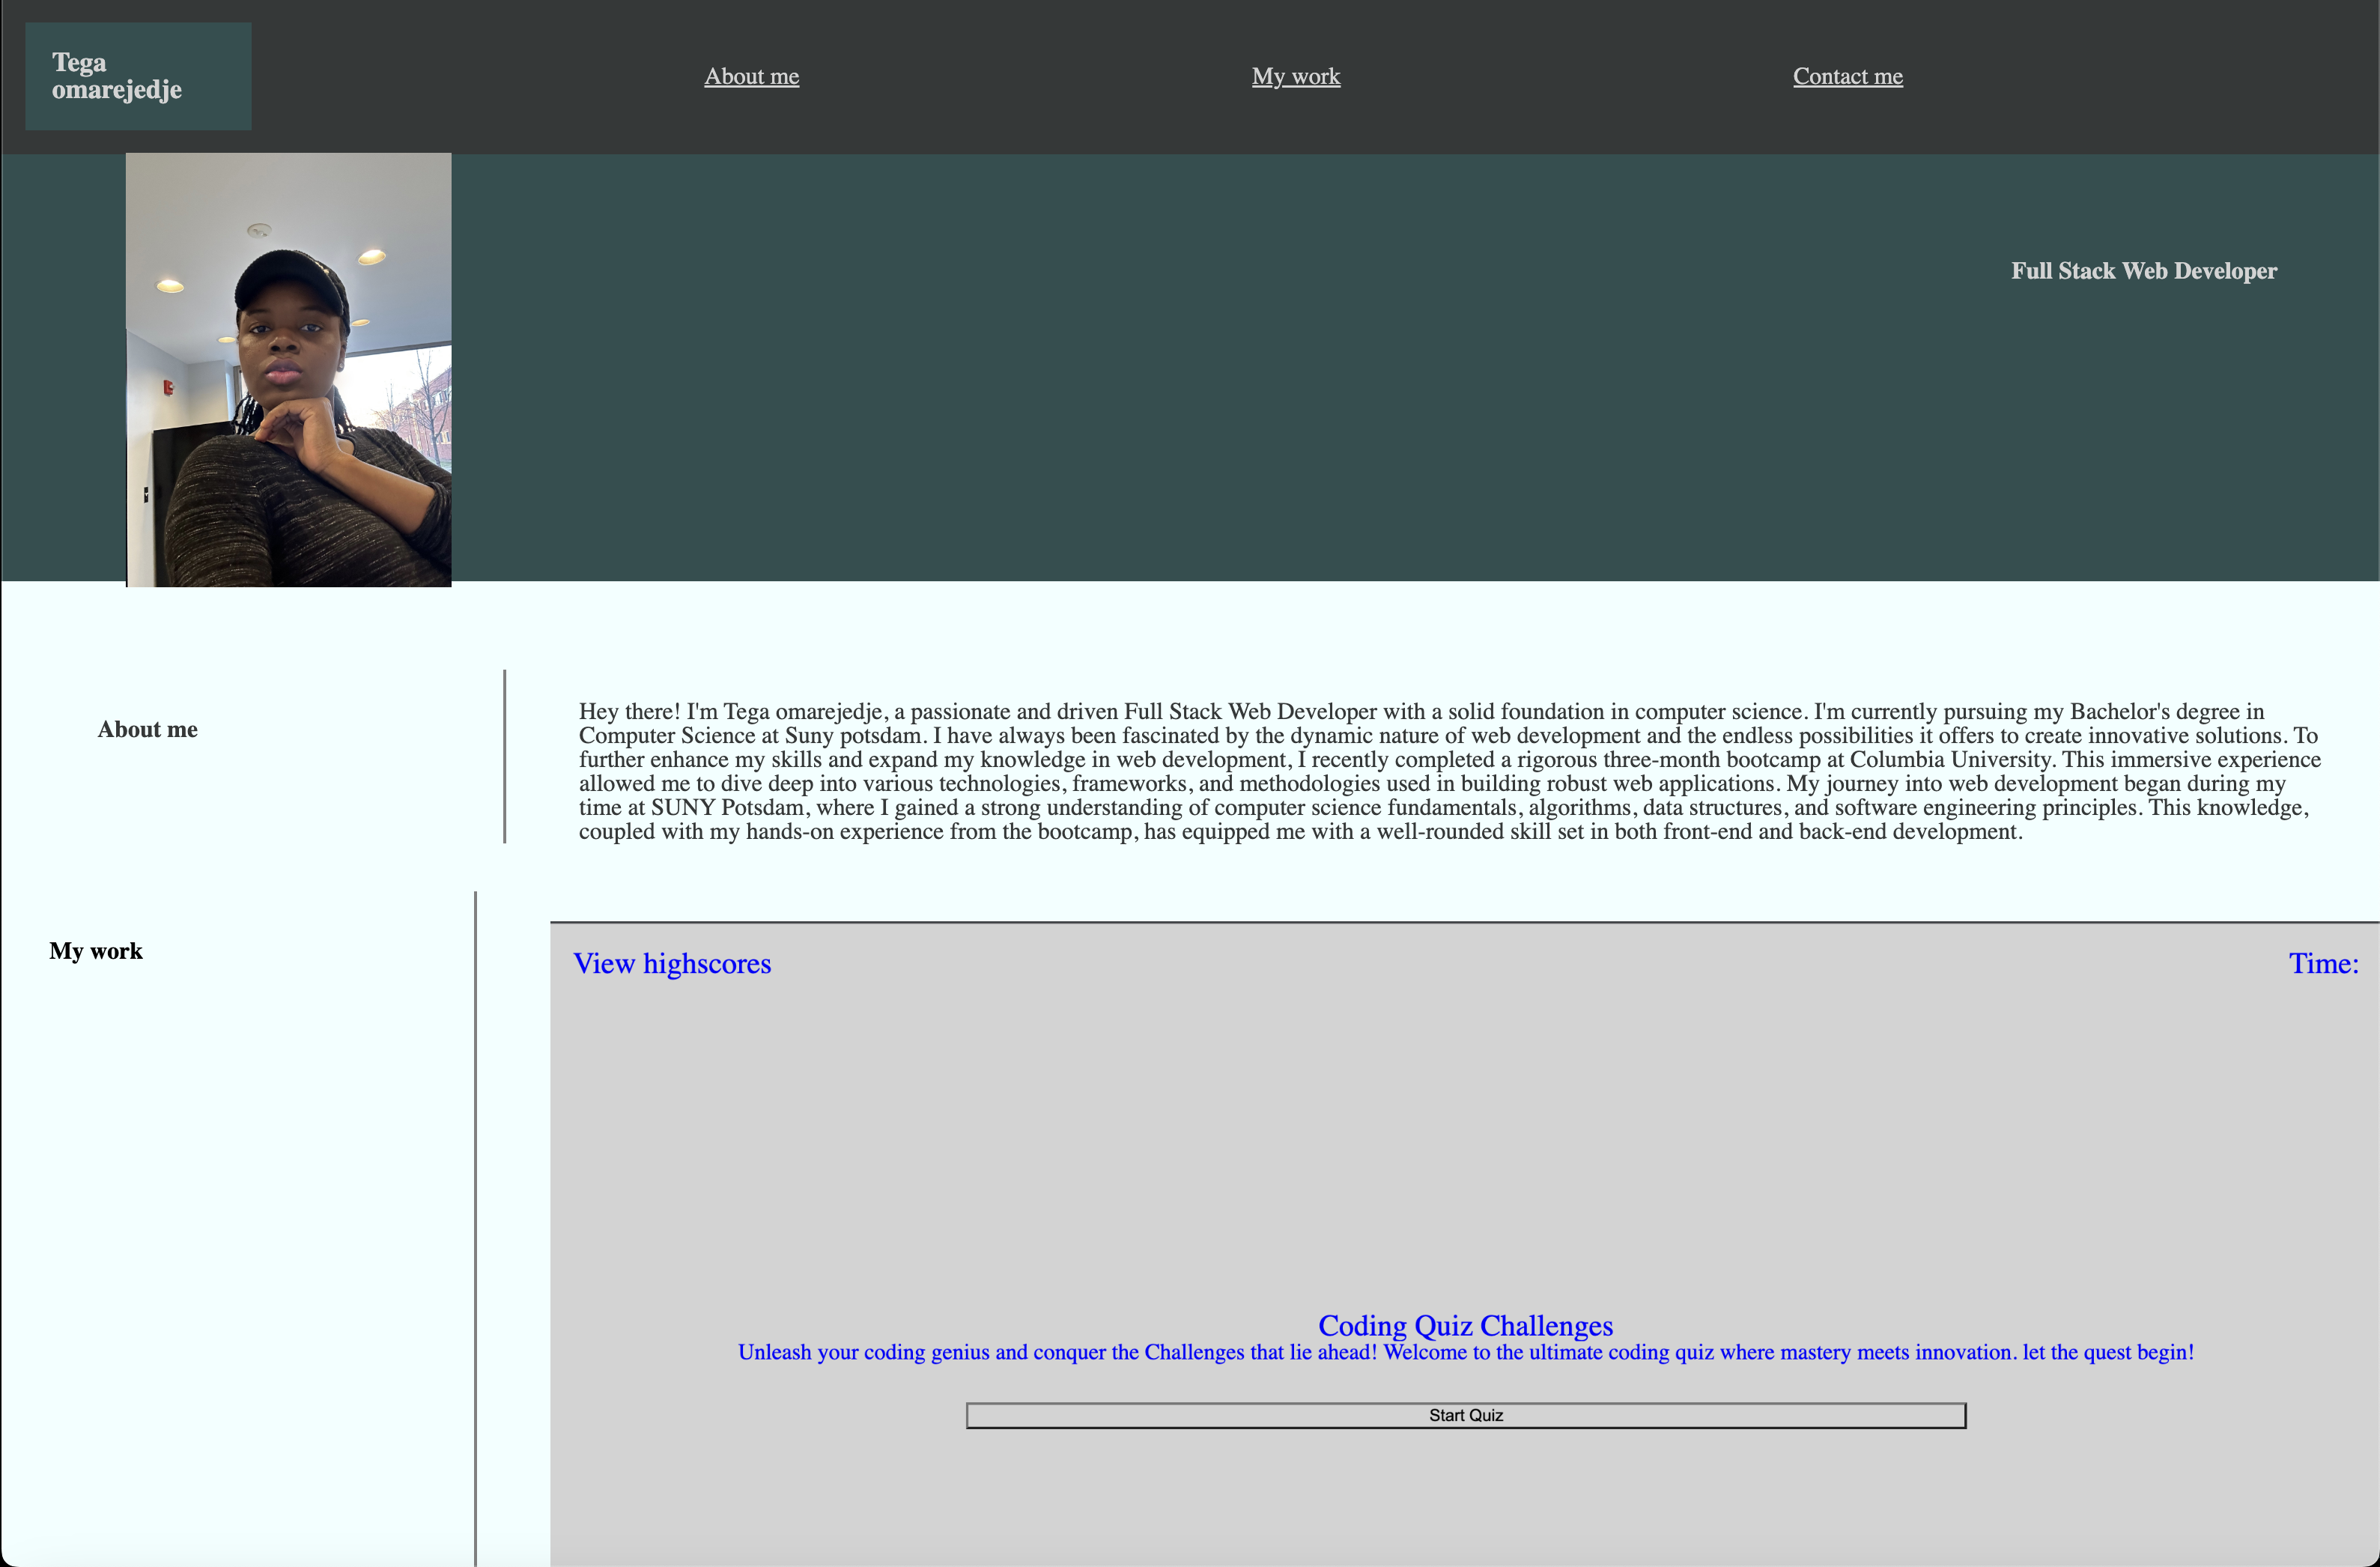 Tega
omarejedje
About me
My work
Contact me
Full Stack Web Developer
About me
Hey there! I'm Tega omarejedje, a passionate and driven Full Stack Web Developer with a solid foundation in computer science. I'm currently pursuing my Bachelor's degree in
Computer Science at Suny potsdam. I have always been fascinated by the dynamic nature of web development and the endless possibilities it offers to create innovative solutions. To
further enhance my skills and expand my knowledge in web development, I recently completed a rigorous three-month bootcamp at Columbia University. This immersive experience
allowed me to dive deep into various technologies, frameworks, and methodologies used in building robust web applications. My journey into web development began during my
time at SUNY Potsdam, where I gained a strong understanding of computer science fundamentals, algorithms, data structures, and software engineering principles. This knowledge,
coupled with my hands-on experience from the bootcamp, has equipped me with a well-rounded skill set in both front-end and back-end development.
My work
View highscores
Time:
Coding Quiz Challenges
Unleash your coding genius and conquer the Challenges that lie ahead! Welcome to the ultimate coding quiz where mastery meets innovation. let the quest begin!
Start Quiz